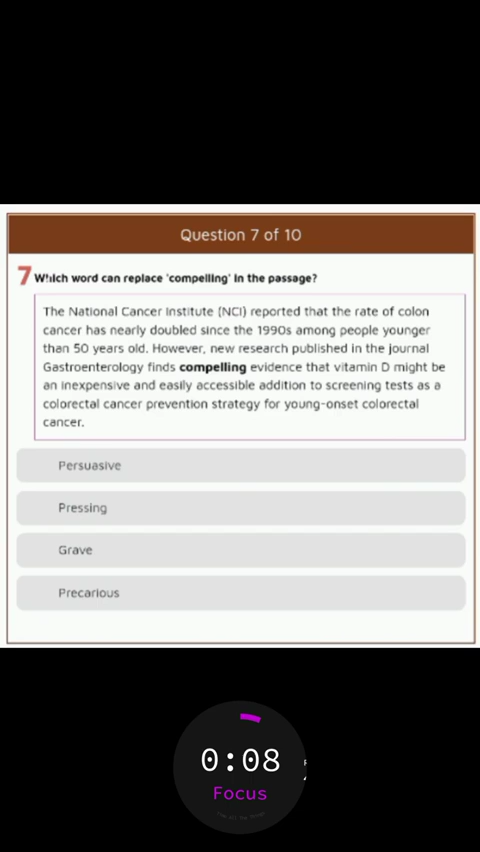 Question 7 of 10
7 Which word can replace 'compelling' in the passage?
The National Cancer Institute (NCI) reported that the rate of colon
cancer has nearly doubled since the 1990s among people younger
than 50 years old. However, new research published in the journal
Gastroenterology finds compelling evidence that vitamin D might be
an inexpensive and easily accessible addition to screening tests as a
colorectal cancer prevention strategy for young-onset colorectal
cancer.
Persuasive
Pressing
Grave
Precarious
0:08
Focus